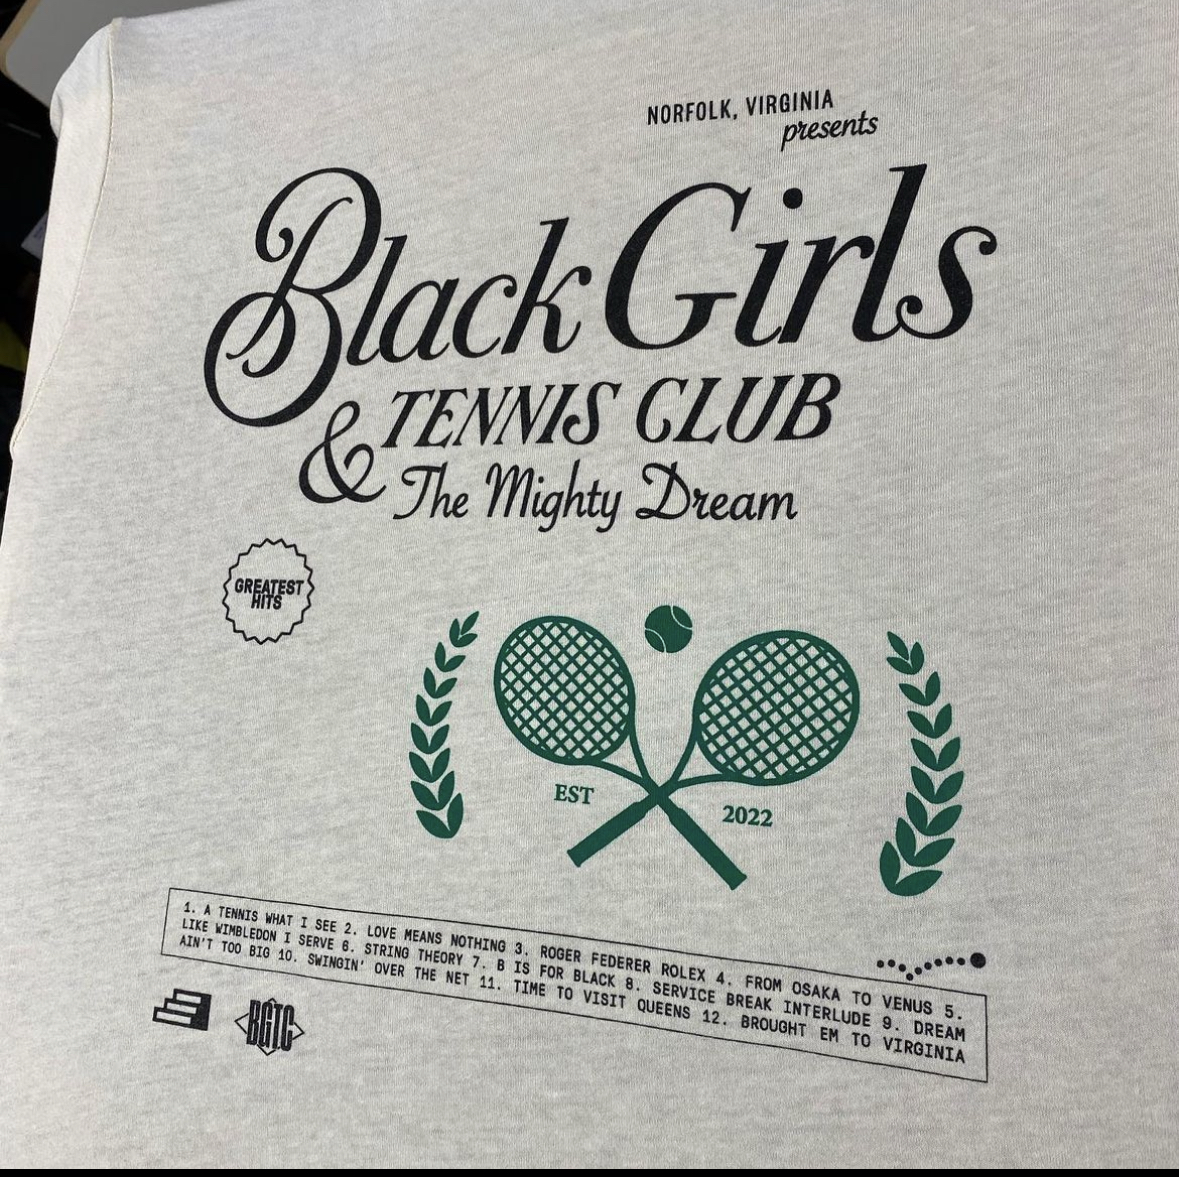 NORFOLK, VIRGINIA
presents
Black Girls
TENNIS CLUB
& The Mighty Dream
GREATEST
HITS
EST
2022
1. A TENNIS WHAT I SEE 2. LOVE MEANS NOTHING 3. ROGER FEDERER ROLEX 4. FROM OSAKA TO VENUS 5.
LIKE WIMBLEDON I SERVE 6. STRING THEORY 7. B IS FOR BLACK 8. SERVICE BREAK INTERLUDE 9. DREAM
AIN'T TOO BIG 10. SWINGIN' OVER THE NET 11. TIME TO VISIT QUEENS 12. BROUGHT EM TO VIRGINIA
BGTC